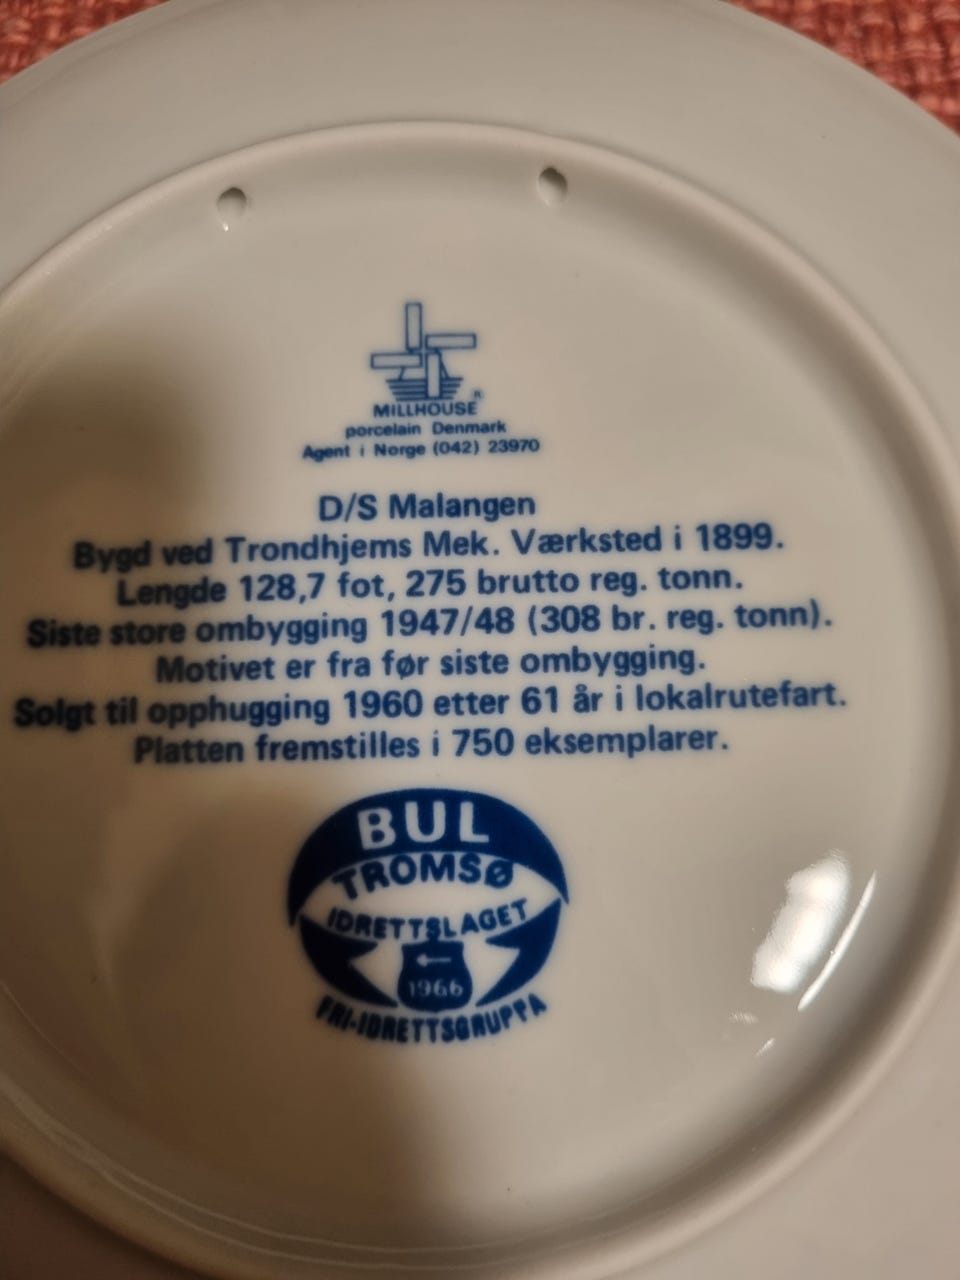 R
MILLHOUSE
porcelain Denmark
Agent i Norge (042) 23970
D/S Malangen
Bygd ved Trondhjems Mek. Værksted i 1899.
Lengde 128,7 fot, 275 brutto reg. tonn.
Siste store ombygging 1947/48 (308 br. reg. tonn).
Motivet er fra før siste ombygging.
Solgt til opphugging 1960 etter 61 år i lokalrutefart.
Platten fremstilles i 750 eksemplarer.
BUL
TROMSØ
IDRETTSLAGET
1966
FRI-IDRETTSGRUPPA